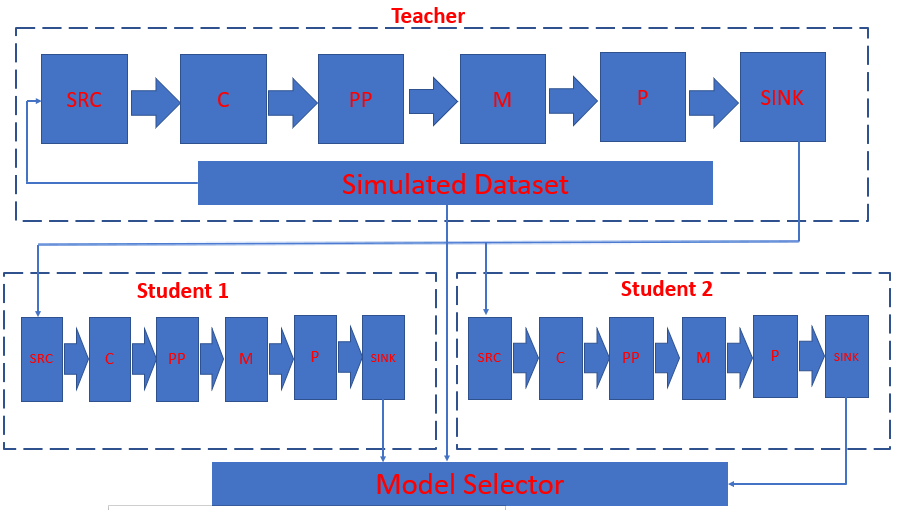 Teacher
SRC
C
PP
M
P
SINK
Simulated Dataset
Student 1
SRC
C
PP
M
P
SINK
Student 2
SRC
C
PP
M
P
SINK
Model Selector